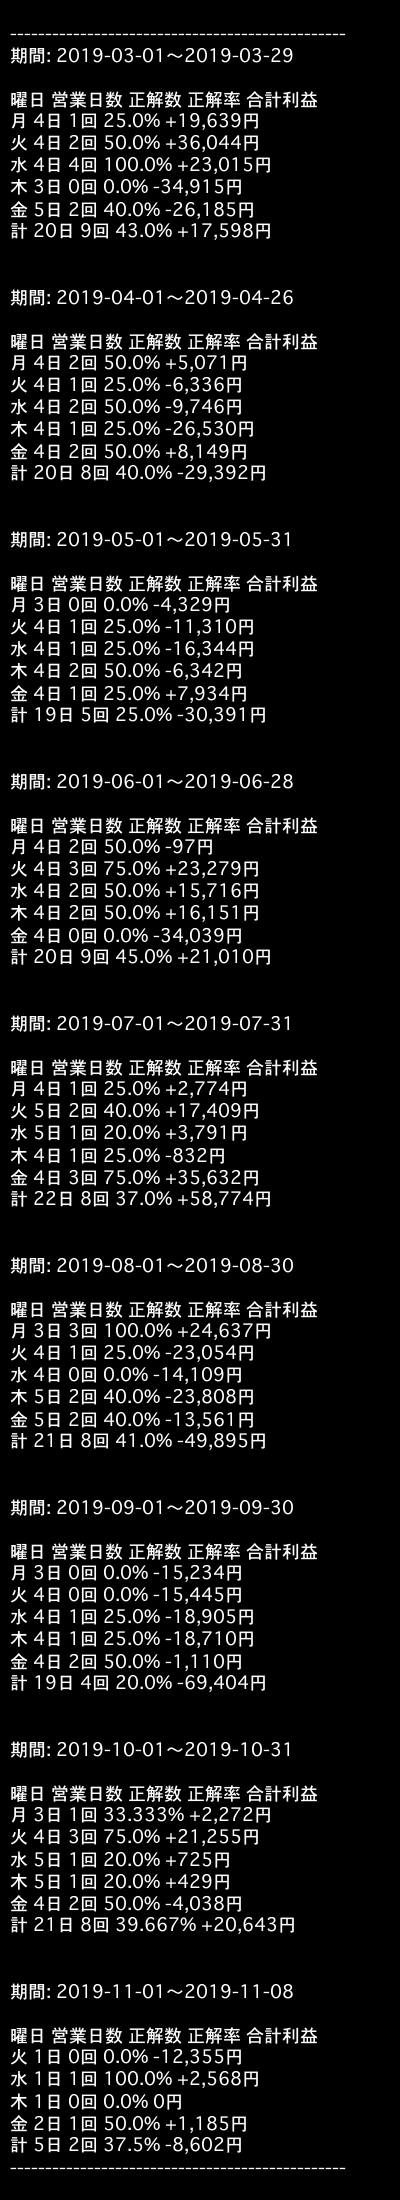 ------------------------------------------------
期間: 2019-03-01〜2019-03-29
曜日 営業日数 正解数 正解率 合計利益
月 4日 1回 25.0% +19,639円
火 4日 2回 50.0% +36,044円
水 4日 4回 100.0% +23,015円
木 3日 0回 0.0% -34,915円
金 5日 2回 40.0% -26,185円
計 20日 9回 43.0% +17,598円
期間: 2019-04-01〜2019-04-26
曜日 営業日数 正解数 正解率 合計利益
月 4日 2回 50.0% +5,071円
火 4日 1回 25.0% -6,336円
水 4日 2回 50.0% -9,746円
木 4日 1回 25.0% -26,530円
金 4日 2回 50.0% +8,149円
計 20日 8回 40.0% -29,392円
期間: 2019-05-01〜2019-05-31
曜日 営業日数 正解数 正解率 合計利益
月 3日 0回 0.0% -4,329円
火 4日 1回 25.0% -11,310円
水 4日 1回 25.0% -16,344円
木 4日 2回 50.0% -6,342円
金 4日 1回 25.0% +7,934円
計 19日 5回 25.0% -30,391円
期間: 2019-06-01〜2019-06-28
曜日 営業日数 正解数 正解率 合計利益
月 4日 2回 50.0% -97円
火 4日 3回 75.0% +23,279円
水 4日 2回 50.0% +15,716円
木 4日 2回 50.0% +16,151円
金 4日 0回 0.0% -34,039円
計 20日 9回 45.0% +21,010円
期間: 2019-07-01〜2019-07-31
曜日 営業日数 正解数 正解率 合計利益
月 4日 1回 25.0% +2,774円
火 5日 2回 40.0% +17,409円
水 5日 1回 20.0% +3,791円
木 4日 1回 25.0% -832円
金 4日 3回 75.0% +35,632円
計 22日 8回 37.0% +58,774円
期間: 2019-08-01〜2019-08-30
曜日 営業日数 正解数 正解率 合計利益
月 3日 3回 100.0% +24,637円
火 4日 1回 25.0% -23,054円
水 4日 0回 0.0% -14,109円
木 5日 2回 40.0% -23,808円
金 5日 2回 40.0% -13,561円
計 21日 8回 41.0% -49,895円
期間: 2019-09-01〜2019-09-30
曜日 営業日数 正解数 正解率 合計利益
月 3日 0回 0.0% -15,234円
火 4日 0回 0.0% -15,445円
水 4日 1回 25.0% -18,905円
木 4日 1回 25.0% -18,710円
金 4日 2回 50.0% -1,110円
計 19日 4回 20.0% -69,404円
期間: 2019-10-01〜2019-10-31
曜日 営業日数 正解数 正解率 合計利益
月 3日 1回 33.333% +2,272円
火 4日 3回 75.0% +21,255円
水 5日 1回 20.0% +725円
木 5日 1回 20.0% +429円
金 4日 2回 50.0% -4,038円
計 21日 8回 39.667% +20,643円
期間: 2019-11-01〜2019-11-08
曜日 営業日数 正解数 正解率 合計利益
火 1日 0回 0.0% -12,355円
水 1日 1回 100.0% +2,568円
木 1日 0回 0.0% 0円
金 2日 1回 50.0% +1,185円
計 5日 2回 37.5% -8,602円
------------------------------------------------